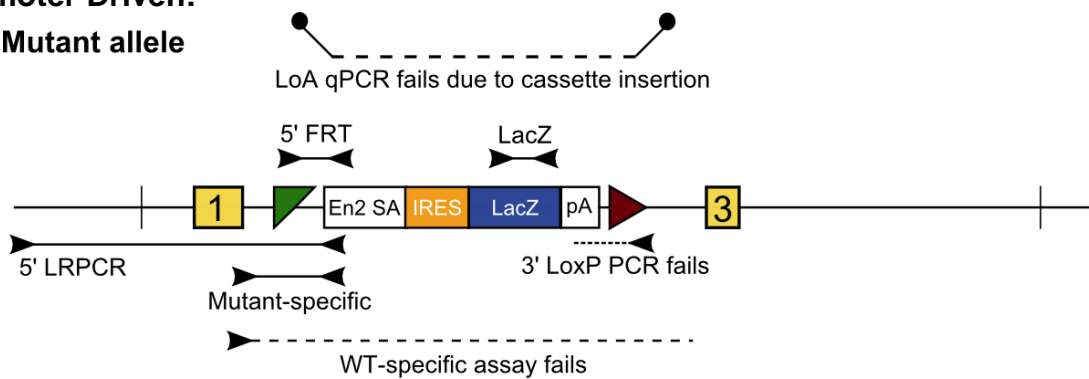 Mutant allele
LoA qPCR fails due to cassette insertion
5' FRT LacZ
1 En2 SA IRES LacZ pA 3
5' LRPCR 3' LoxP PCR fails
Mutant-specific
WT-specific assay fails